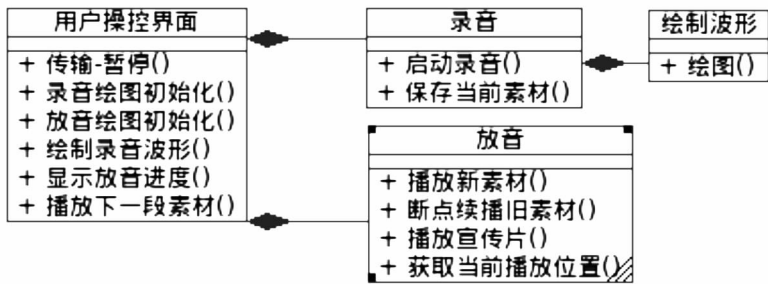 用户操控界面
+ 传输-暂停()
+ 录音绘图初始化()
+ 放音绘图初始化()
+ 绘制录音波形()
+ 显示放音进度()
+ 播放下一段素材()
录音
+ 启动录音()
+ 保存当前素材()
绘制波形
+ 绘图()
放音
+ 播放新素材()
+ 断点续播旧素材()
+ 播放宣传片()
+ 获取当前播放位置()